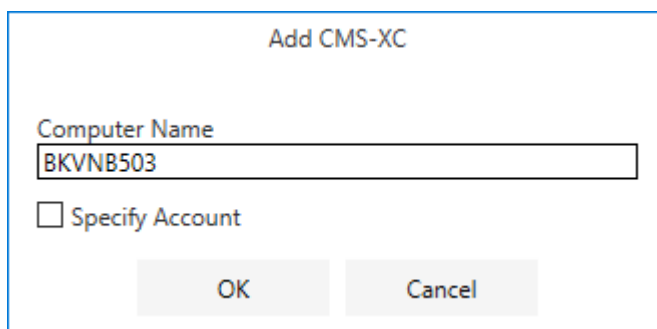 Add CMS-XC
Computer Name
BKVNB503
Specify Account
OK Cancel